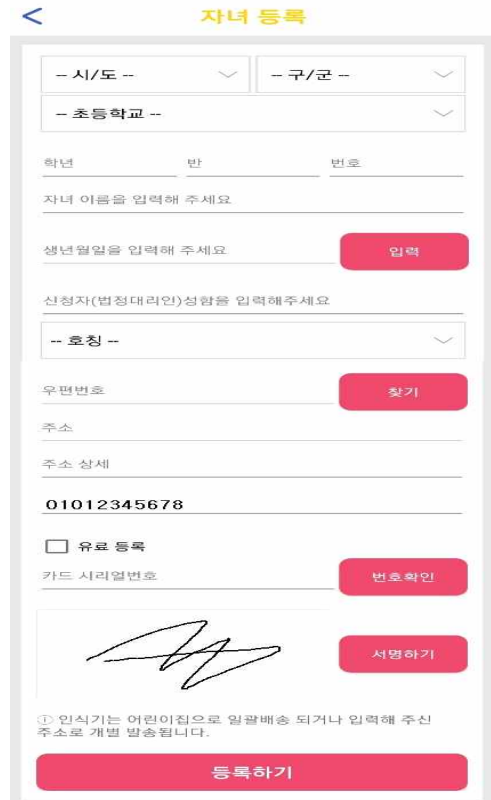 자녀 등록
-- 시/도 -- -- 구/군 --
-- 초등학교 --
학년 반 번호
자녀 이름을 입력해 주세요
생년월일을 입력해 주세요 입력
신청자(법정대리인)성함을 입력해주세요
-- 호칭 --
우편번호 찾기
주소
주소 상세
01012345678
유료 등록
카드 시리얼번호 번호확인
서명하기
ⓘ 인식기는 어린이집으로 일괄배송 되거나 입력해 주신
주소로 개별 발송됩니다.
등록하기